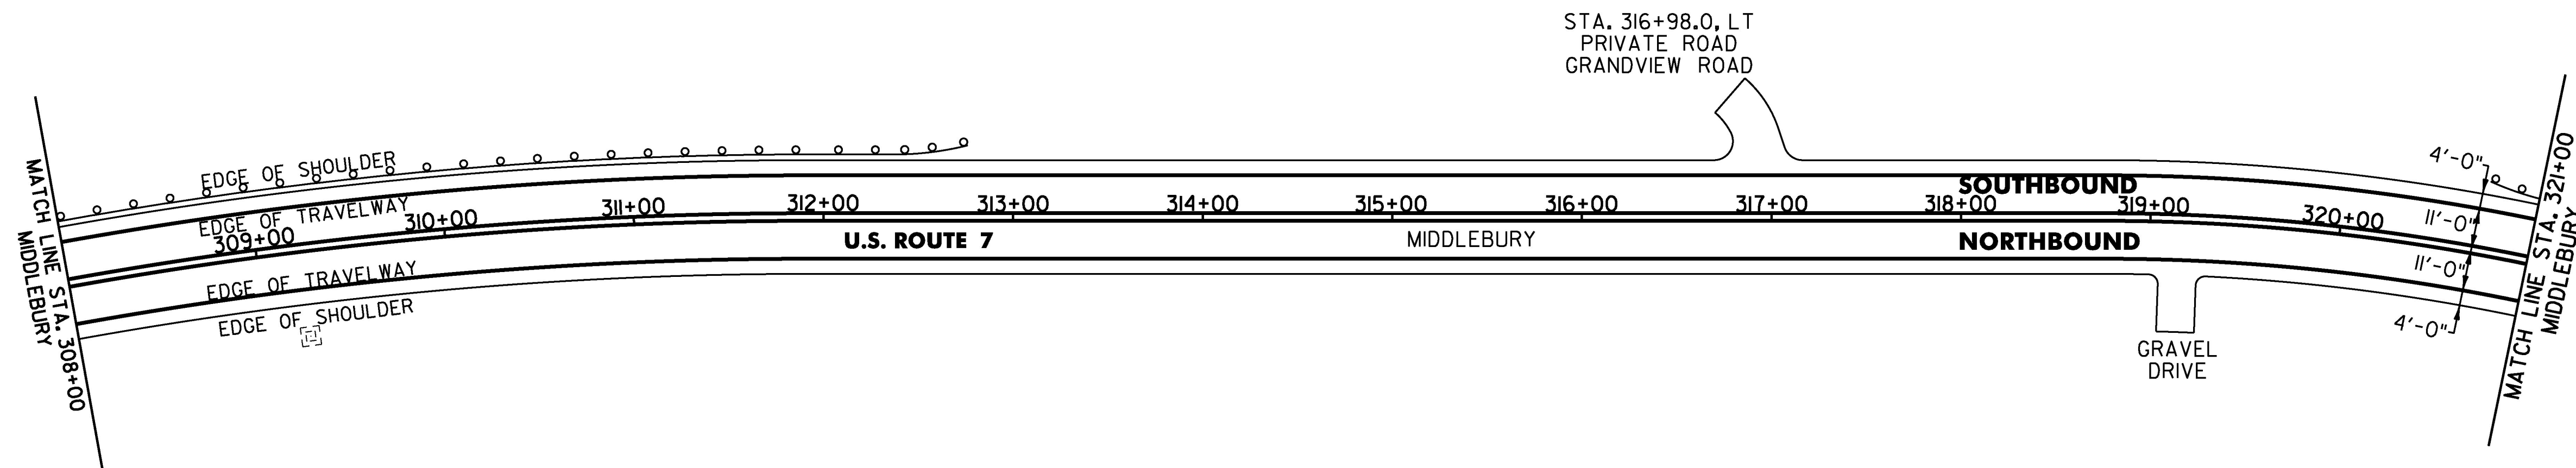 STA. 316+98.0, LT
PRIVATE ROAD
GRANDVIEW ROAD
MATCH LINE STA. 308+00
MIDDLEBURY
EDGE OF SHOULDER
EDGE OF TRAVELWAY
309+00
310+00
311+00
312+00
313+00
314+00
315+00
316+00
317+00
318+00
319+00
320+00
SOUTHBOUND
U.S. ROUTE 7
MIDDLEBURY
NORTHBOUND
EDGE OF TRAVELWAY
EDGE OF SHOULDER
GRAVEL
DRIVE
4'-0"
11'-0"
11'-0"
4'-0"
MATCH LINE STA. 321+00
MIDDLEBURY